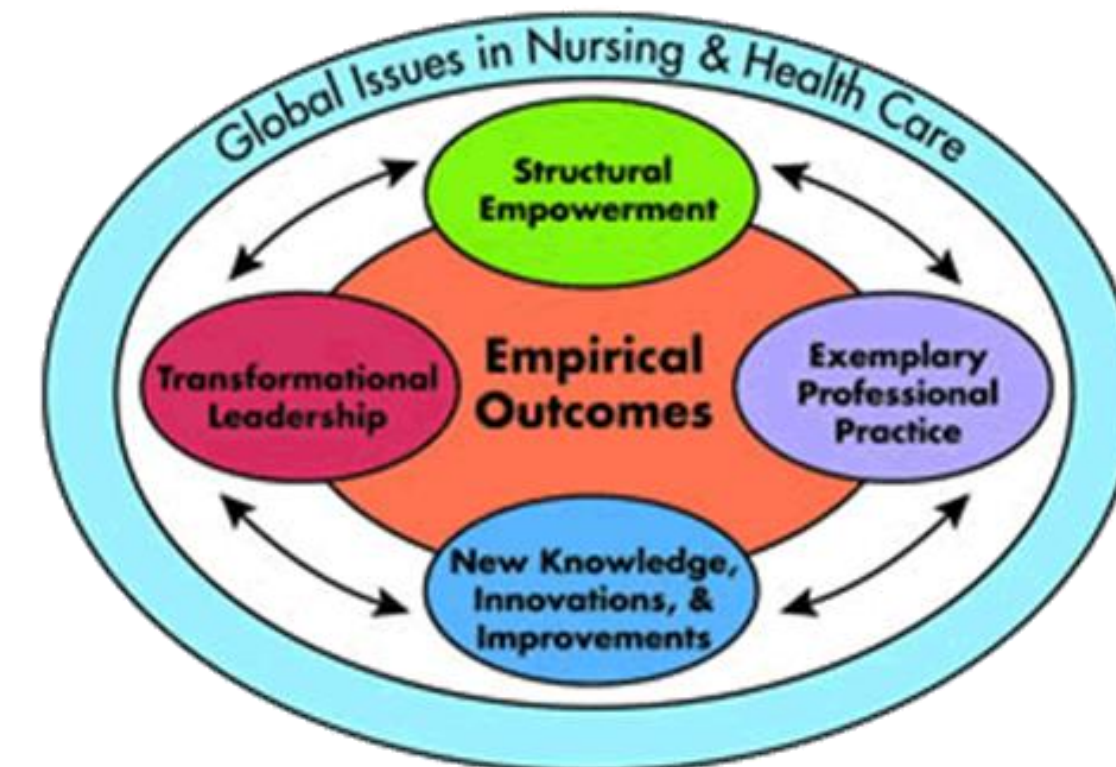 Global Issues in Nursing & Health Care
Structural
Empowerment
Transformational
Leadership
Empirical
Outcomes
Exemplary
Professional
Practice
New Knowledge,
Innovations, &
Improvements